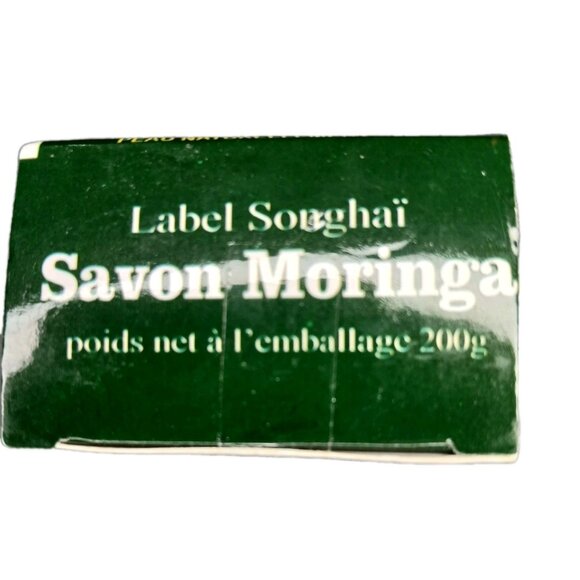 Label Songhaï
Savon Moringa
poids net à l'emballage 200g